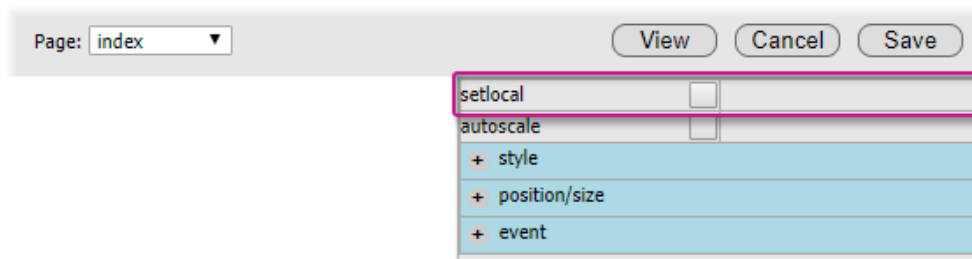 Page: index View Cancel Save
setlocal
autoscale
+ style
+ position/size
+ event